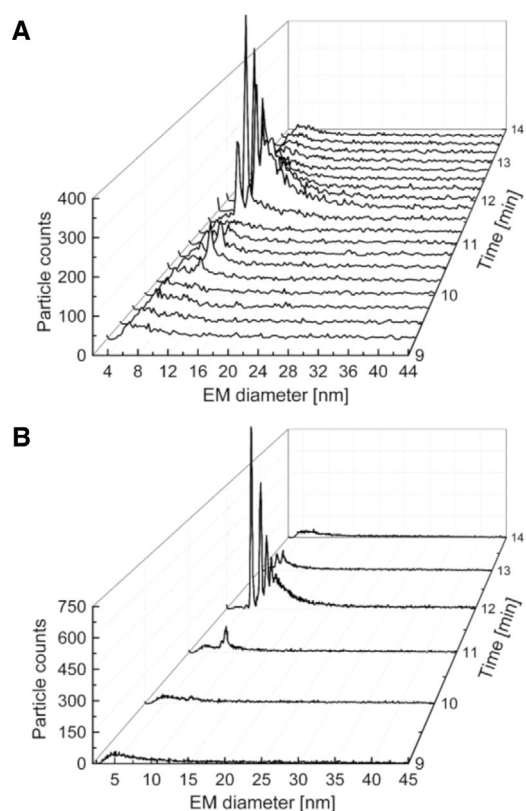 A
400
300
200
100
0
Particle counts
4 8 12 16 20 24 28 32 36 40 44
EM diameter [nm]
9
10
11
12
13
14
Time [min]
B
750
600
450
300
150
0
Particle counts
5 10 15 20 25 30 35 40 45
EM diameter [nm]
9
10
11
12
13
14
Time [min]